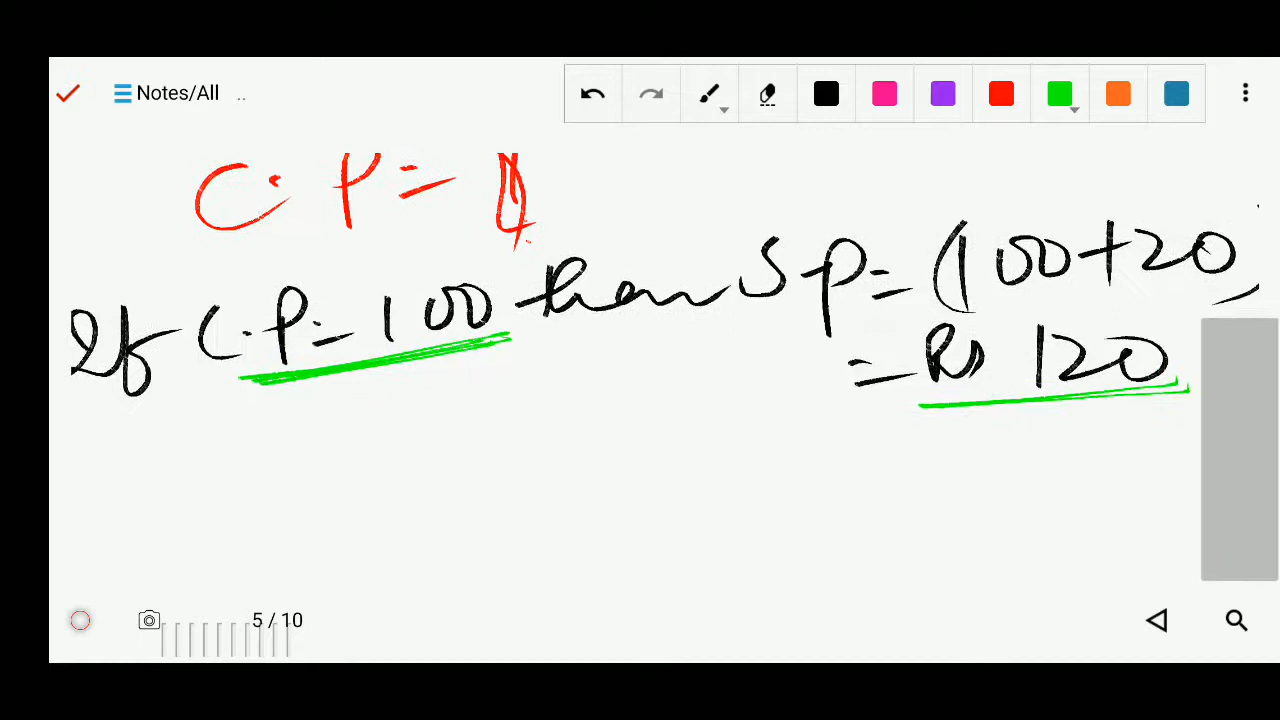 Notes/All ..
C.P =
If C.P = 100 then S P = (100+20)
= Rs 120
5 / 10